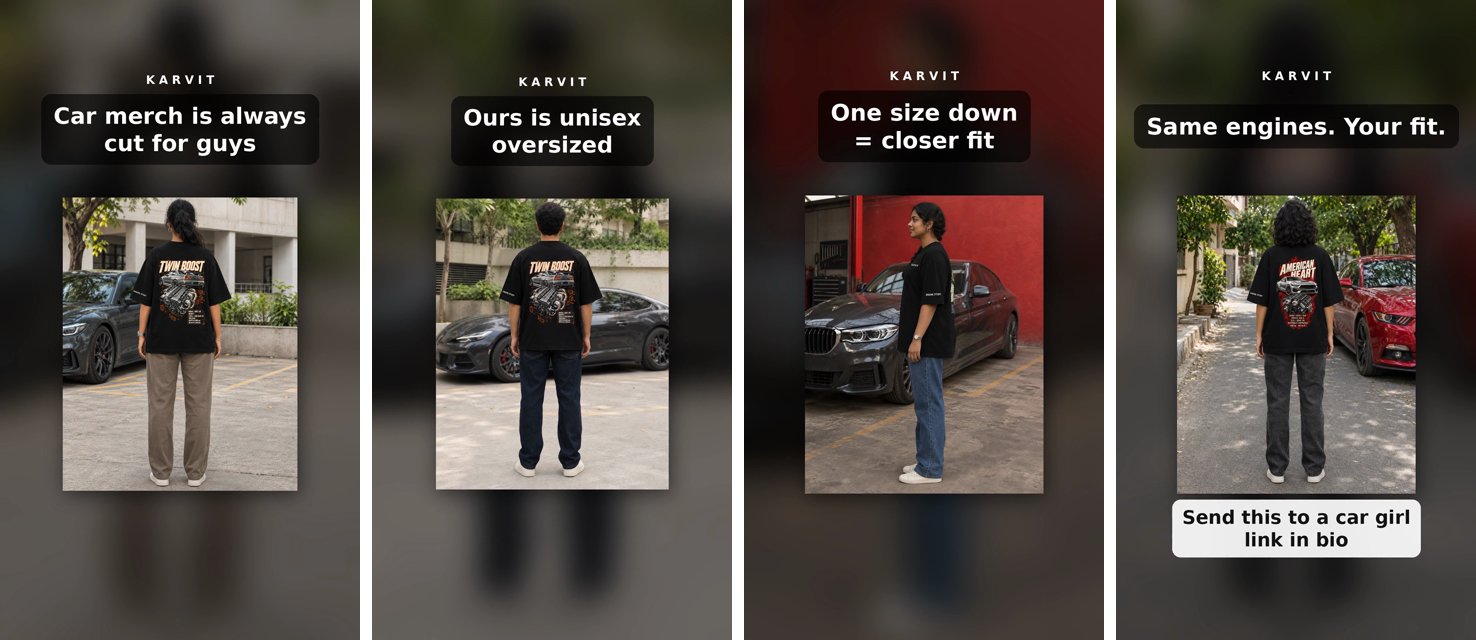 KARVIT
Car merch is always
cut for guys
TWIN BOOST
KARVIT
Ours is unisex
oversized
TWIN BOOST
KARVIT
One size down
= closer fit
KARVIT
Same engines. Your fit.
AMERICAN
HEART
Send this to a car girl
link in bio